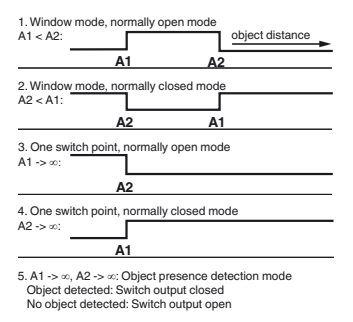 1. Window mode, normally open mode
A1 < A2:
object distance
A1
A2
2. Window mode, normally closed mode
A2 < A1:
A2
A1
3. One switch point, normally open mode
A1 -> ∞:
A2
4. One switch point, normally closed mode
A2 -> ∞:
A1
5. A1 -> ∞, A2 -> ∞: Object presence detection mode
Object detected: Switch output closed
No object detected: Switch output open